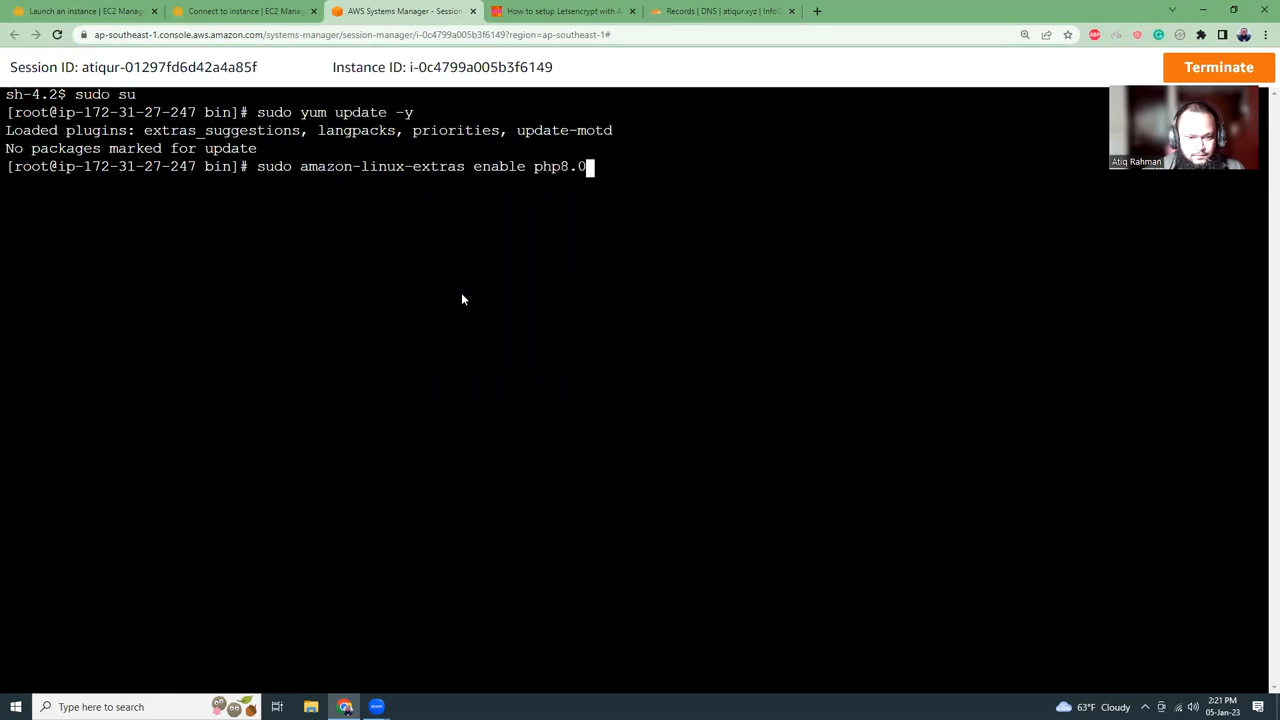 Launch an instance | EC2 Manag
Connect to instance | EC2 Manag
AWS Systems Manager - Session
How to setup Letsencrypt with A
Records | DNS | atiqur.xyz | InfoQ
ap-southeast-1.console.aws.amazon.com/systems-manager/session-manager/i-0c4799a005b3f6149?region=ap-southeast-1#
Session ID: atiqur-01297fd6d42a4a85f
Instance ID: i-0c4799a005b3f6149
Terminate
sh-4.2$ sudo su
[root@ip-172-31-27-247 bin]# sudo yum update -y
Loaded plugins: extras_suggestions, langpacks, priorities, update-motd
No packages marked for update
[root@ip-172-31-27-247 bin]# sudo amazon-linux-extras enable php8.0
Atiq Rahman
Type here to search
63°F Cloudy
2:21 PM
05-Jan-23